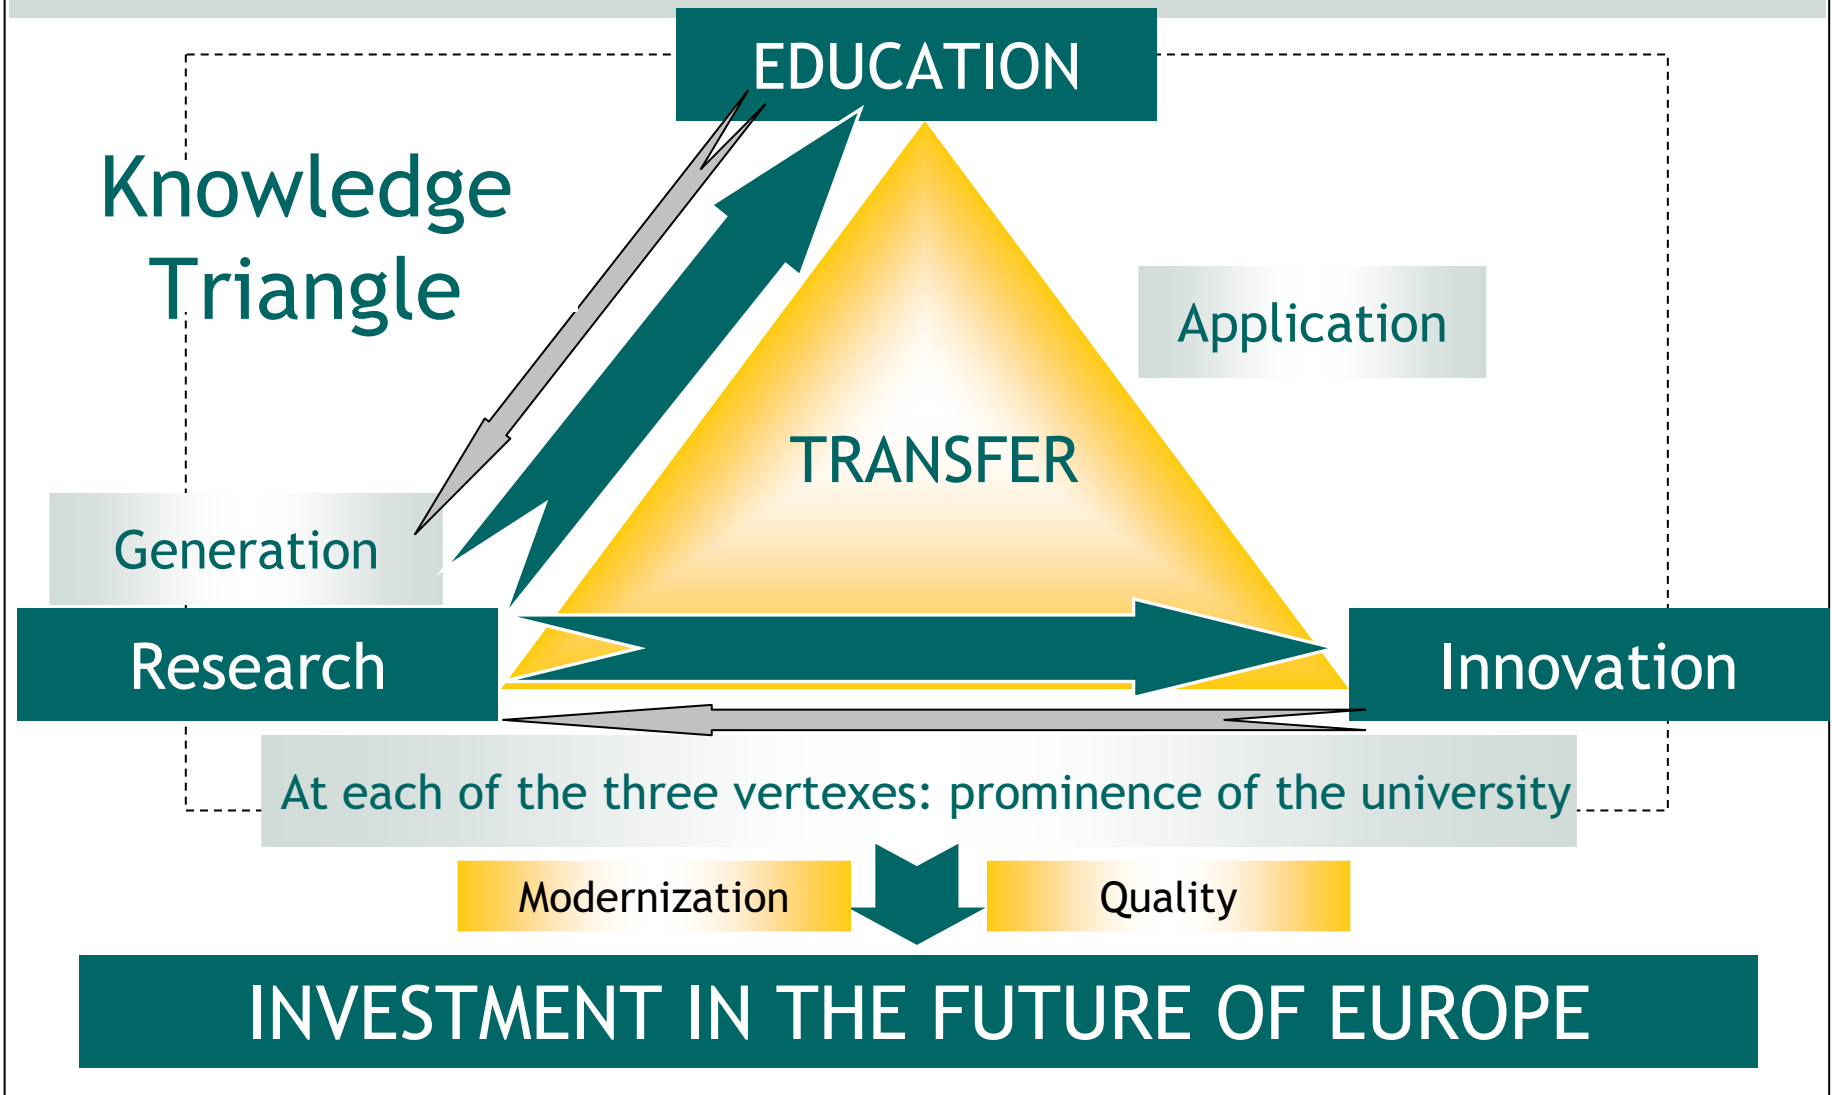 EDUCATION
Knowledge
Triangle
Application
TRANSFER
Generation
Research
Innovation
At each of the three vertexes: prominence of the university
Modernization
Quality
INVESTMENT IN THE FUTURE OF EUROPE